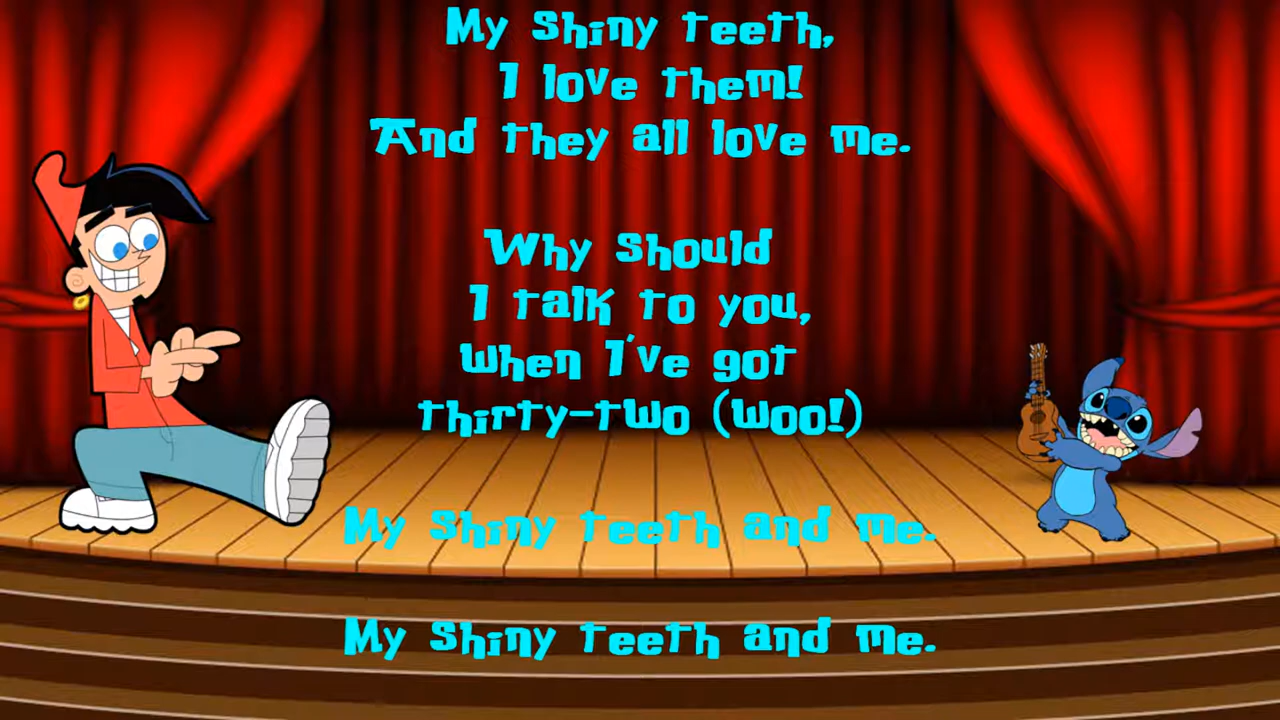 My Shiny teeth,
I love them!
And they all love me.
Why Should
I talk to you,
when I've got
thirty-two (woo!)
My Shiny teeth and me.
My Shiny teeth and me.